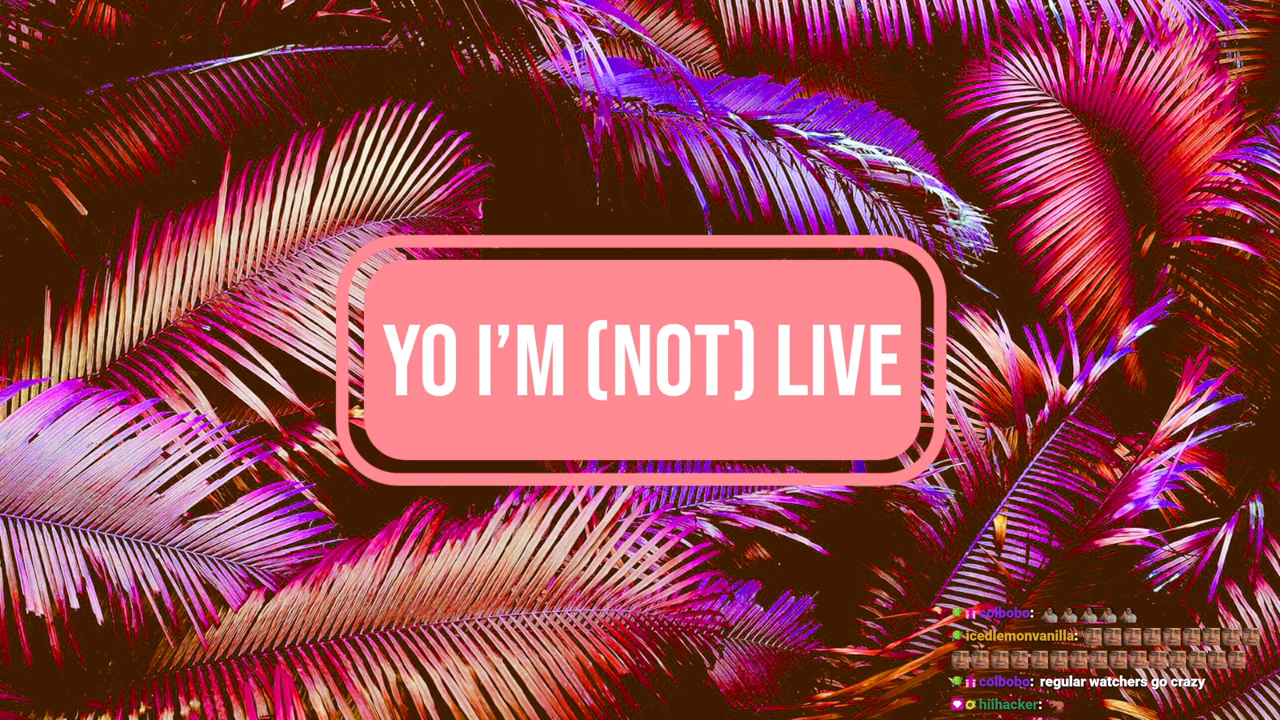 YO I’M (NOT) LIVE
colbobo:
icedlemonvanilla:
colbobo: regular watchers go crazy
hiihacker: